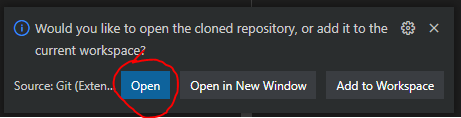 Would you like to open the cloned repository, or add it to the
current workspace?
Source: Git (Exten... Open Open in New Window Add to Workspace